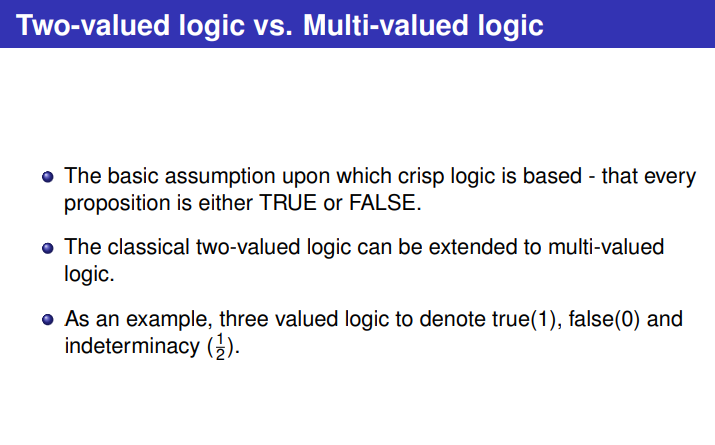 Two-valued logic vs. Multi-valued logic
The basic assumption upon which crisp logic is based - that every
proposition is either TRUE or FALSE.
The classical two-valued logic can be extended to multi-valued
logic.
As an example, three valued logic to denote true(1), false(0) and
indeterminacy (½).